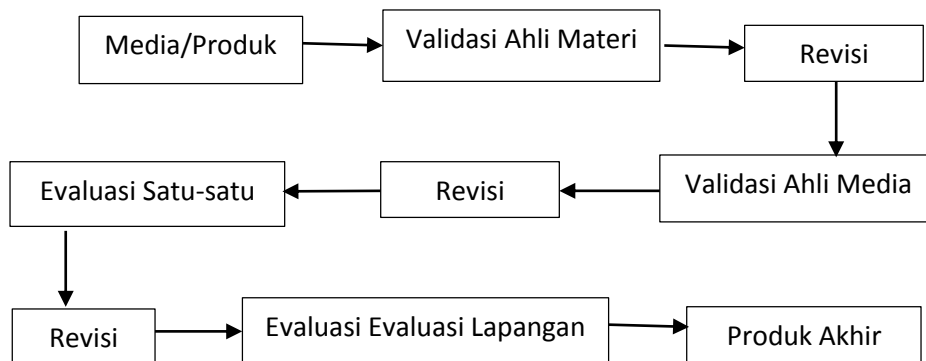 Media/Produk
Validasi Ahli Materi
Revisi
Validasi Ahli Media
Revisi
Evaluasi Satu-satu
Revisi
Evaluasi Evaluasi Lapangan
Produk Akhir